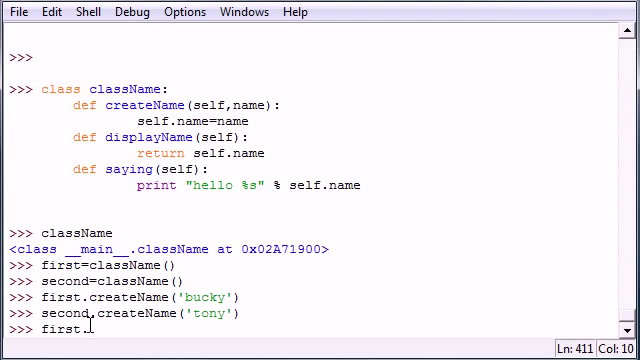 File Edit Shell Debug Options Windows Help
>>>
>>> class className:
        def createName(self,name):
                self.name=name
        def displayName(self):
                return self.name
        def saying(self):
                print "hello %s" % self.name
>>> className
<class __main__.className at 0x02A71900>
>>> first=className()
>>> second=className()
>>> first.createName('bucky')
>>> second.createName('tony')
>>> first.
Ln: 411 Col: 10